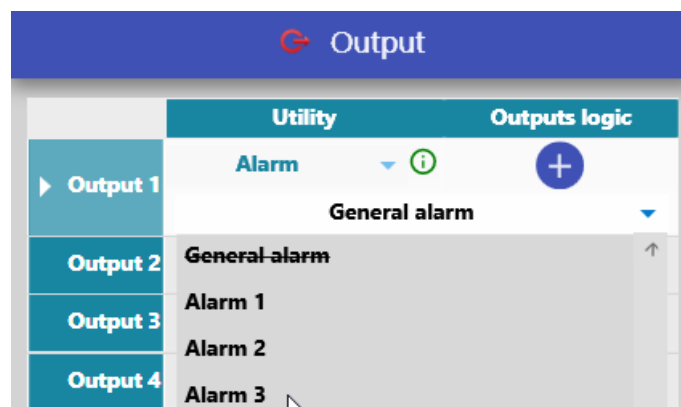 Output
Utility Outputs logic
Output 1 Alarm
General alarm
Output 2 General alarm
Alarm 1
Output 3 Alarm 2
Output 4 Alarm 3